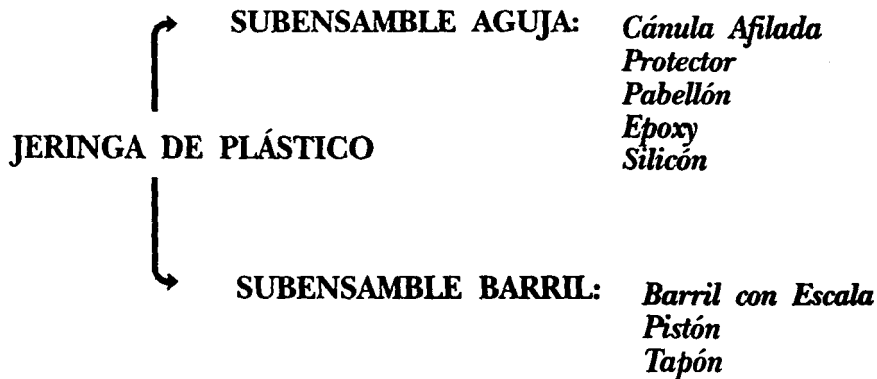 SUBENSAMBLE AGUJA: Cánula Afilada
Protector
Pabellón
Epoxy
Silicón
JERINGA DE PLÁSTICO
SUBENSAMBLE BARRIL: Barril con Escala
Pistón
Tapón